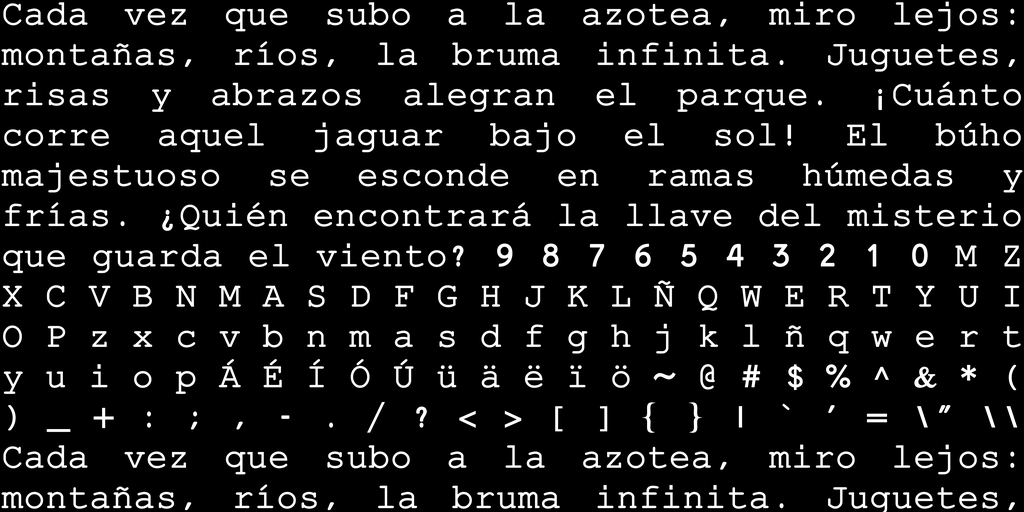 Cada vez que subo a la azotea, miro lejos:
montañas, ríos, la bruma infinita. Juguetes,
risas y abrazos alegran el parque. ¡Cuánto
corre aquel jaguar bajo el sol! El búho
majestuoso se esconde en ramas húmedas y
frías. ¿Quién encontrará la llave del misterio
que guarda el viento? 9 8 7 6 5 4 3 2 1 0 M Z
X C V B N M A S D F G H J K L Ñ Q W E R T Y U I
O P z x c v b n m a s d f g h j k l ñ q w e r t
y u i o p Á É Í Ó Ú ü ä ë ï ö ~ @ # $ % ^ & * (
) _ + : ; , - . / ? < > [ ] { } | ` ' = \" \\
Cada vez que subo a la azotea, miro lejos:
montañas, ríos, la bruma infinita. Juguetes,